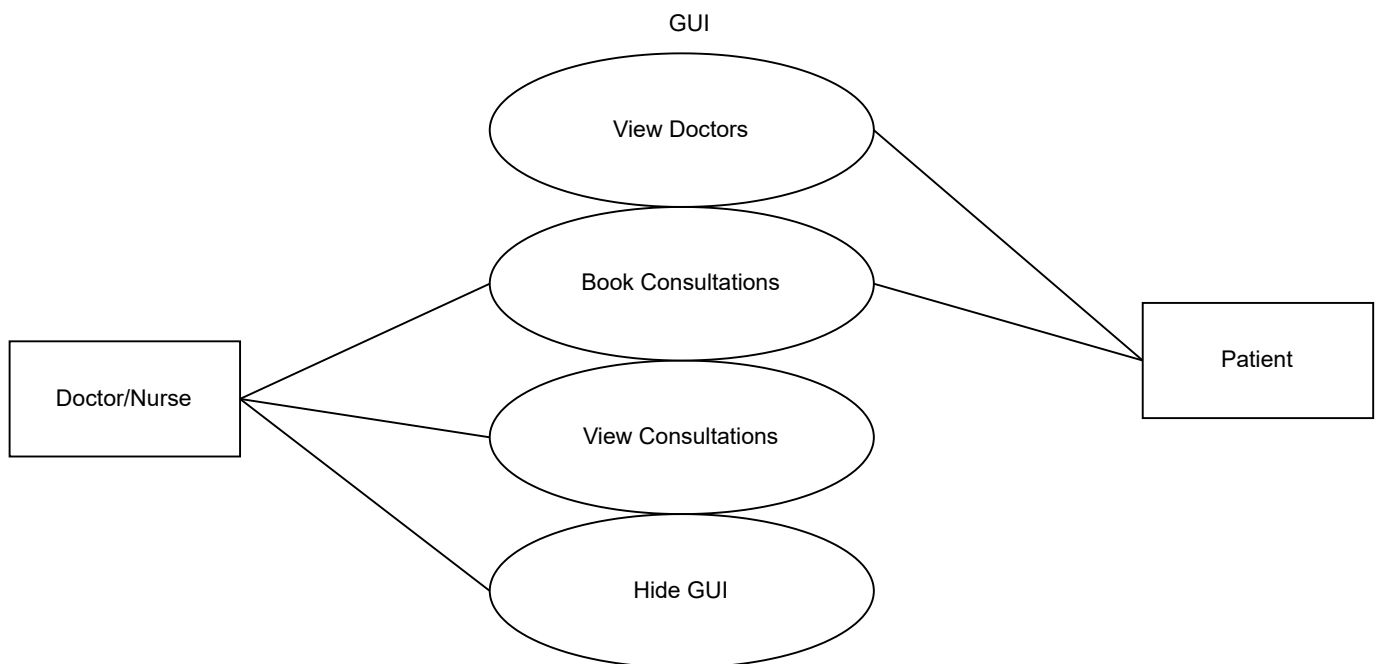 GUI
View Doctors
Book Consultations
Doctor/Nurse
Patient
View Consultations
Hide GUI